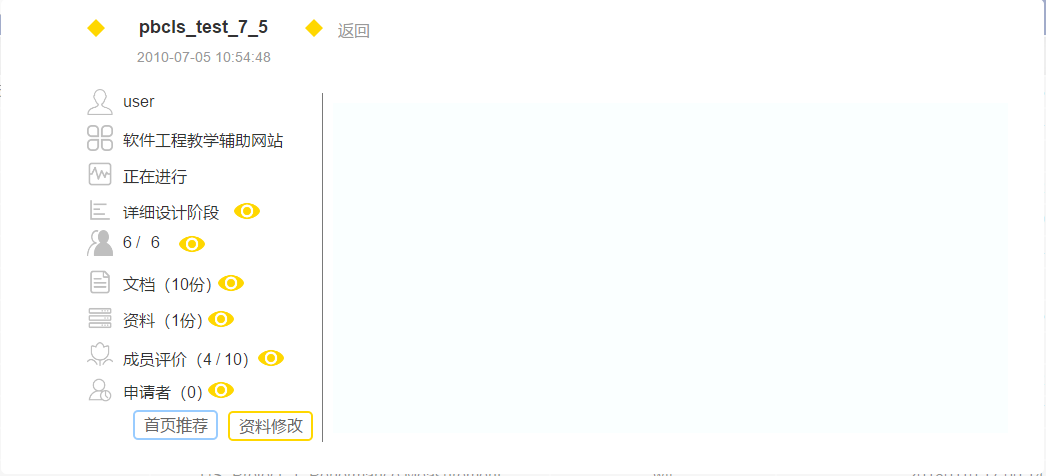 pbcls_test_7_5
返回
2010-07-05 10:54:48
user
软件工程教学辅助网站
正在进行
详细设计阶段
6 / 6
文档（10份）
资料（1份）
成员评价（4 / 10）
申请者（0）
首页推荐 资料修改